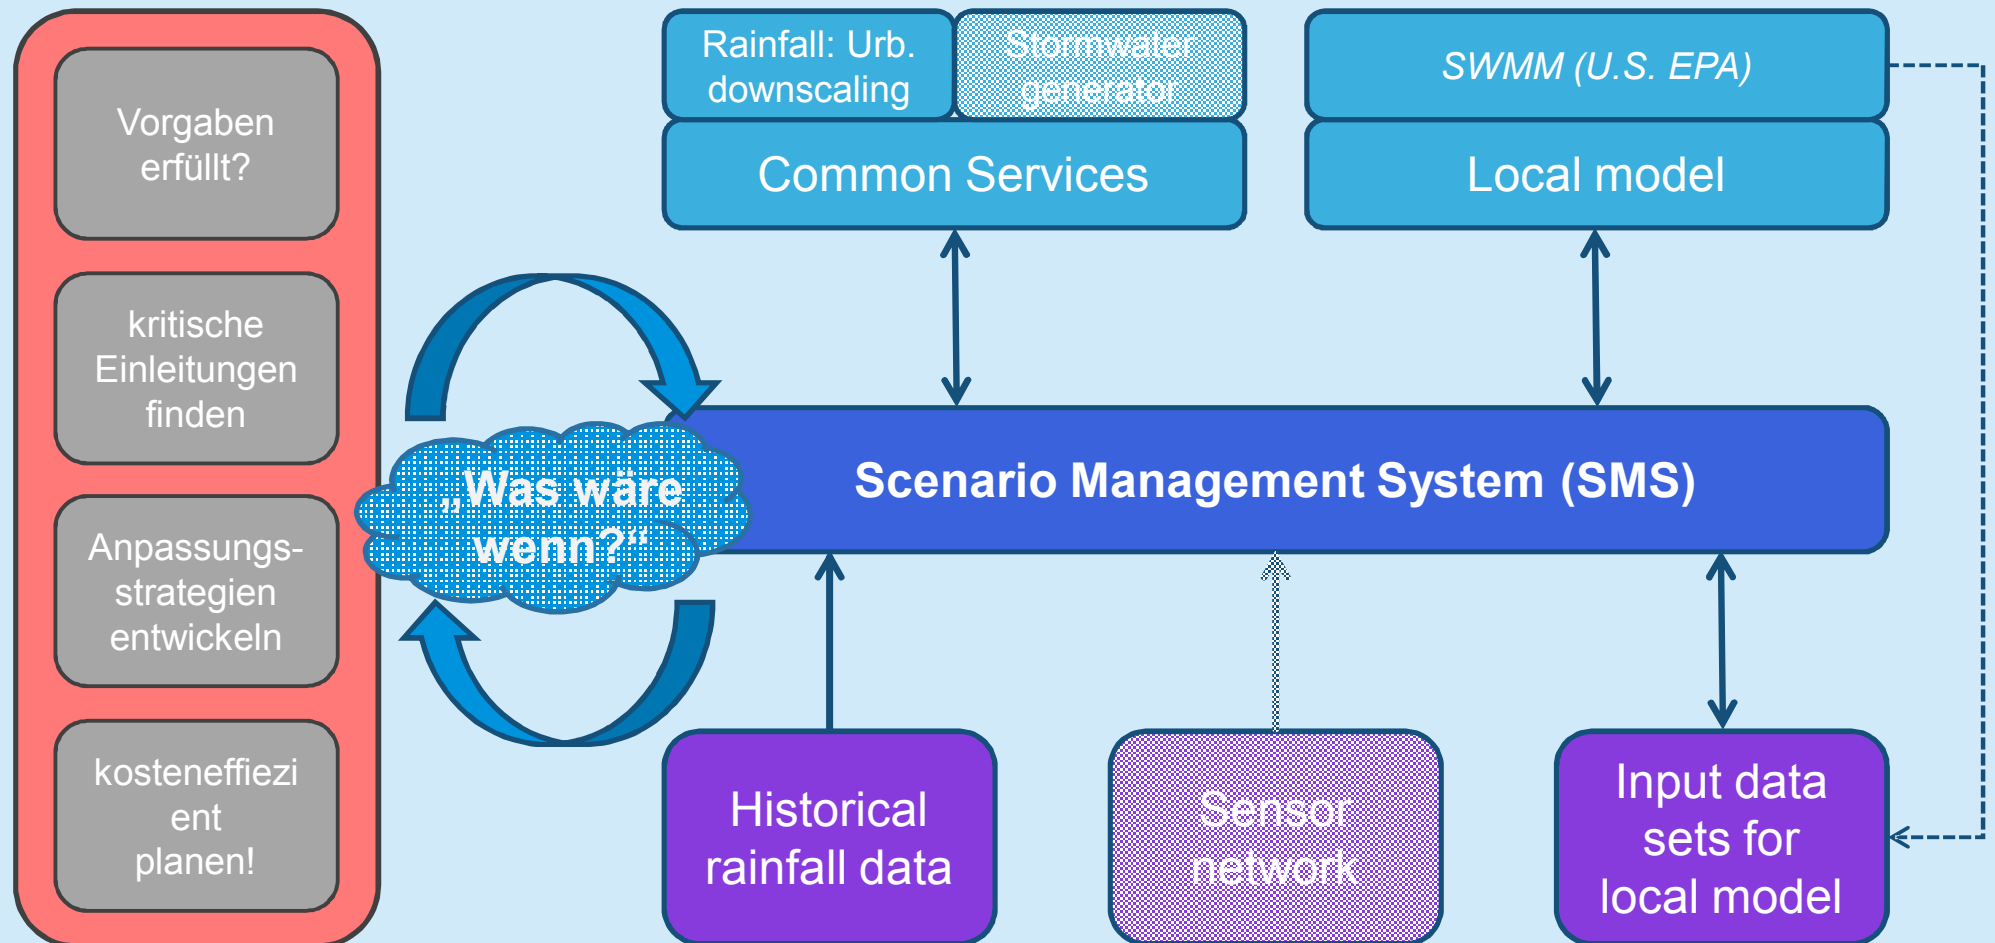 Vorgaben
erfüllt?
kritische
Einleitungen
finden
Anpassungs-
strategien
entwickeln
kosteneffiezi
ent
planen!
„Was wäre
wenn?“
Rainfall: Urb.
downscaling
Stormwater
generator
Common Services
SWMM (U.S. EPA)
Local model
Scenario Management System (SMS)
Historical
rainfall data
Sensor
network
Input data
sets for
local model